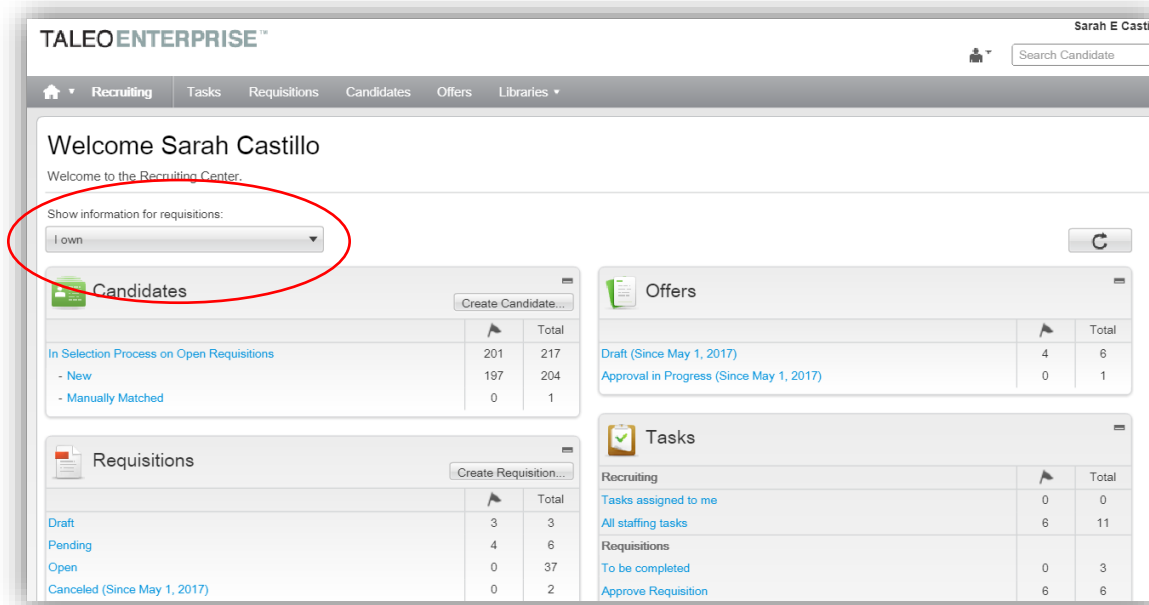 Sarah E Casti
TALEO ENTERPRISE™
Search Candidate
Recruiting Tasks Requisitions Candidates Offers Libraries
Welcome Sarah Castillo
Welcome to the Recruiting Center.
Show information for requisitions:
I own
Candidates
Create Candidate...
Total
In Selection Process on Open Requisitions 201 217
- New 197 204
- Manually Matched 0 1
Requisitions
Create Requisition...
Total
Draft 3 3
Pending 4 6
Open 0 37
Canceled (Since May 1, 2017) 0 2
Offers
Total
Draft (Since May 1, 2017) 4 6
Approval in Progress (Since May 1, 2017) 0 1
Tasks
Recruiting Total
Tasks assigned to me 0 0
All staffing tasks 6 11
Requisitions
To be completed 0 3
Approve Requisition 6 6